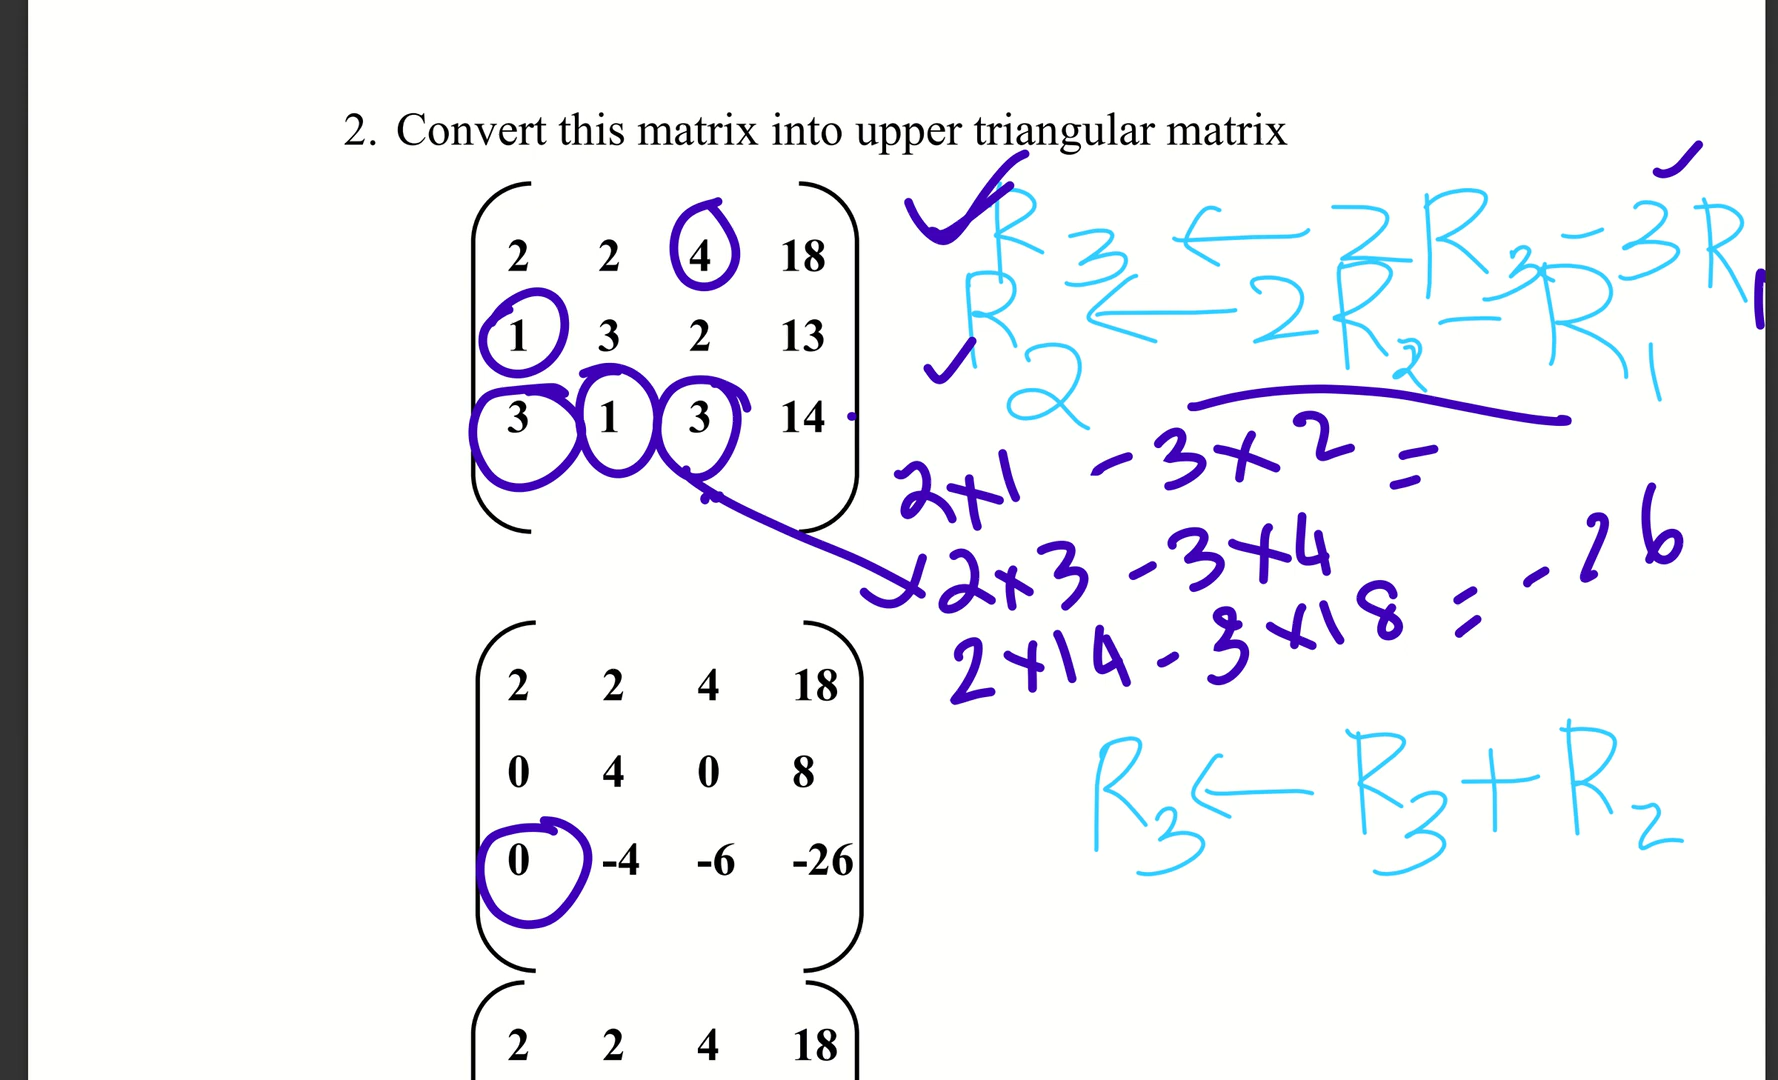 2. Convert this matrix into upper triangular matrix
2 2 4 18
1 3 2 13
3 1 3 14
R3 ← 2R3 - 3R1
R2 ← 2R2 - R1
2×1 - 3×2 =
2×3 - 3×4
2×14 - 3×18 = -26
2 2 4 18
0 4 0 8
0 -4 -6 -26
R3 ← R3 + R2
2 2 4 18